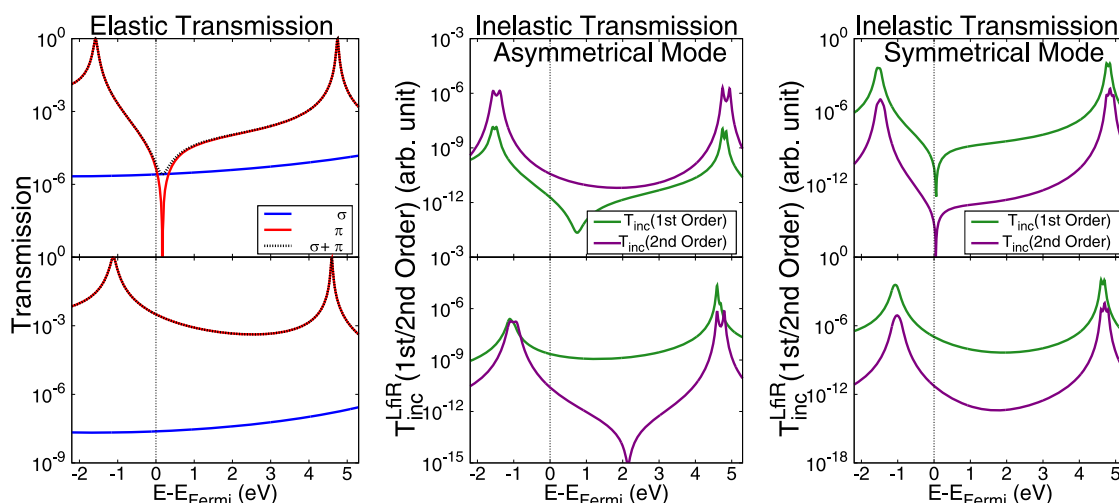 Elastic Transmission
Transmission
10^0
10^-3
10^-6
10^0
10^-3
10^-6
10^-9
σ
π
σ+ π
-2 -1 0 1 2 3 4 5
E-E_Fermi (eV)
Inelastic Transmission
Asymmetrical Mode
T_inc^LfiR(1st/2nd Order) (arb. unit)
10^-3
10^-6
10^-9
10^-12
10^-3
10^-6
10^-9
10^-12
10^-15
T_inc(1st Order)
T_inc(2nd Order)
-2 -1 0 1 2 3 4 5
E-E_Fermi (eV)
Inelastic Transmission
Symmetrical Mode
T_inc^LfiR(1st/2nd Order) (arb. unit)
10^0
10^-6
10^-12
10^0
10^-6
10^-12
10^-18
T_inc(1st Order)
T_inc(2nd Order)
-2 -1 0 1 2 3 4 5
E-E_Fermi (eV)